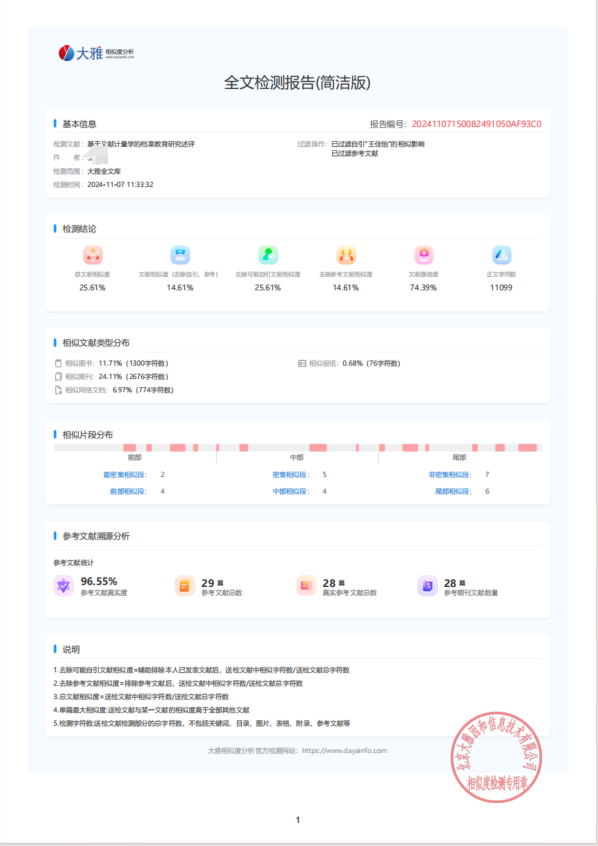 大雅 相似度分析
www.dayainfo.com
全文检测报告(简洁版)
基本信息
报告编号：2024110715008249105​0AF93C0
检测文献：基于文献计量学的档案教育研究述评
过滤操作：已过滤自引"王佳怡"的相似影响
已过滤参考文献
作 者：
检测范围：大雅全文库
检测时间：2024-11-07 11:33:32
检测结论
总文献相似度 文献相似度（去除自引、参考） 去除可能自引文献相似度 去除参考文献相似度 文献原创度 正文字符数
25.61% 14.61% 25.61% 14.61% 74.39% 11099
相似文献类型分布
相似图书：11.71%（1300字符数） 相似报纸：0.68%（76字符数）
相似期刊：24.11%（2676字符数）
相似网络文档：6.97%（774字符数）
相似片段分布
前部 中部 尾部
最密集相似段： 2 密集相似段： 5 非密集相似段： 7
前部相似段： 4 中部相似段： 4 尾部相似段： 6
参考文献溯源分析
参考文献统计
96.55% 29 篇 28 篇 28 篇
参考文献真实度 参考文献总数 真实参考文献总数 参考期刊文献数量
说明
1.去除可能自引文献相似度=辅助排除本人已发表文献后，送检文献中相似字符数/送检文献总字符数
2.去除参考文献相似度=排除参考文献后，送检文献中相似字符数/送检文献总字符数
3.总文献相似度=送检文献中相似字符数/送检文献总字符数
4.单篇最大相似度:送检文献与某一文献的相似度高于全部其他文献
5.检测字符数:送检文献检测部分的总字符数，不包括关键词、目录、图片、表格、附录、参考文献等
大雅相似度分析官方检测网站：https://www.dayainfo.com
北京大雅因和信息技术有限公司
相似度检测专用章
1